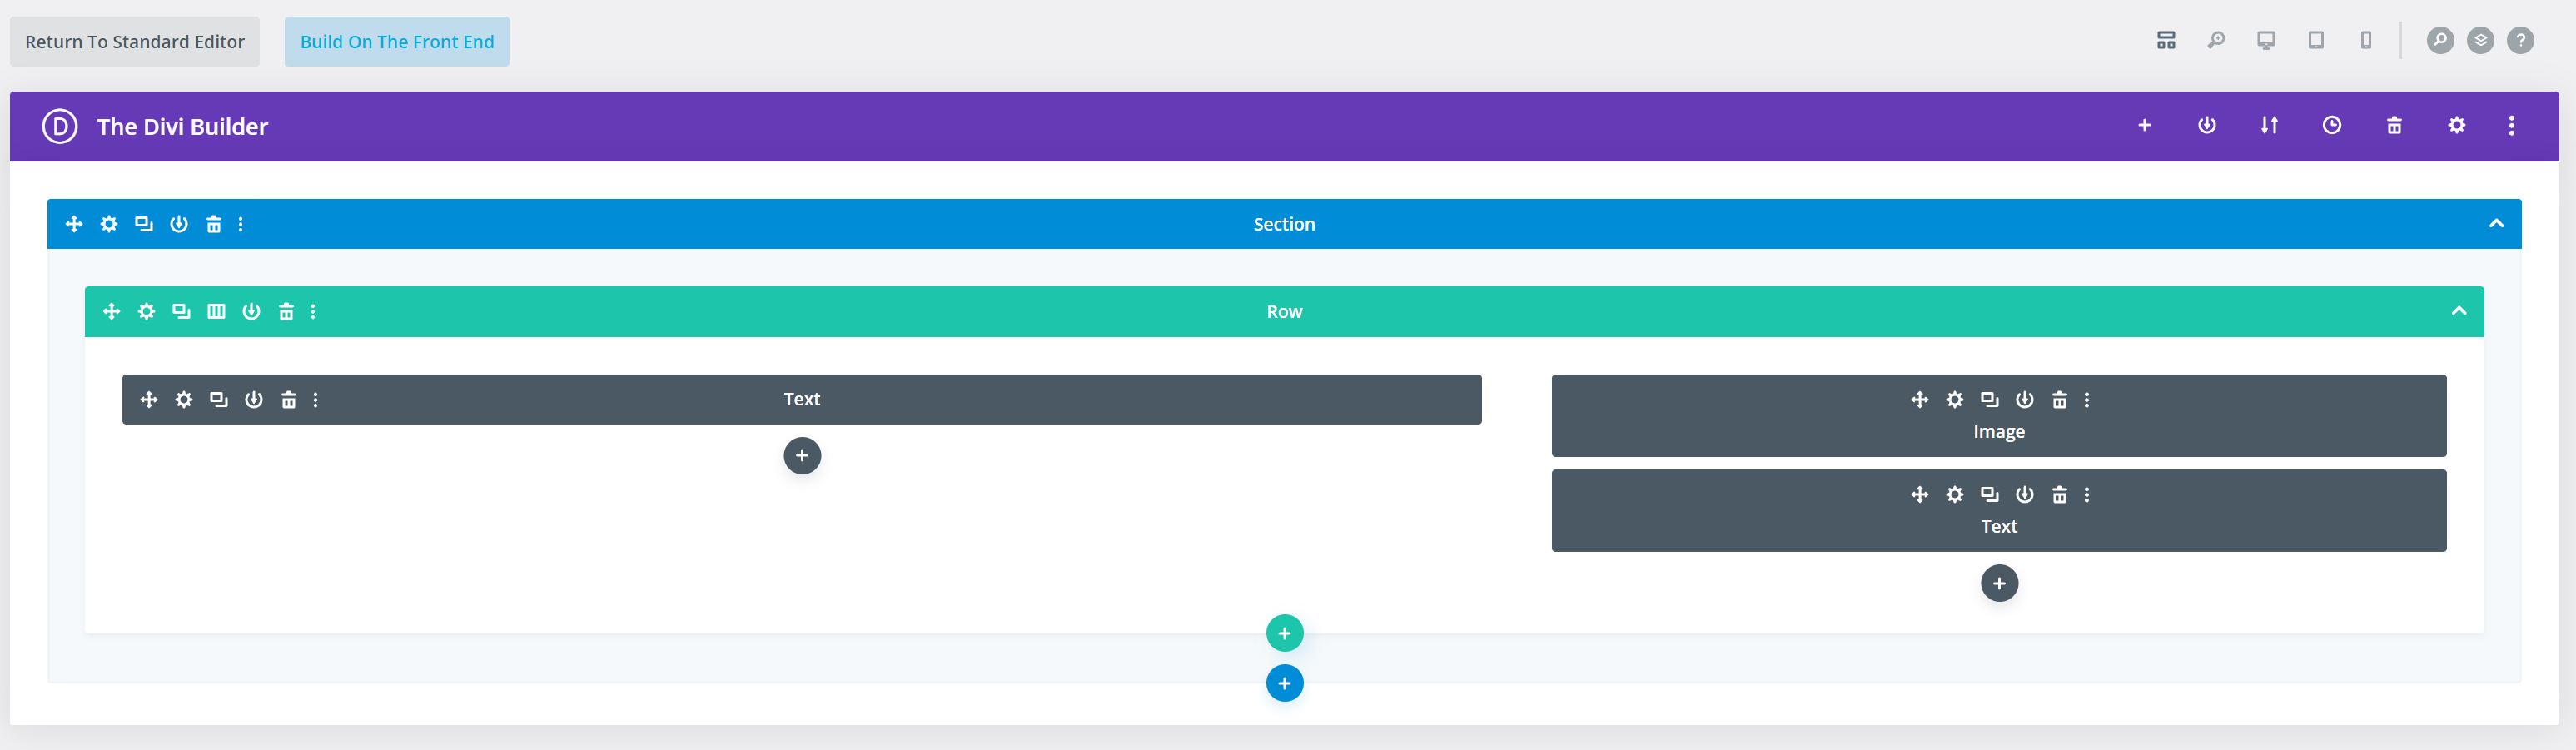 Return To Standard Editor
Build On The Front End
The Divi Builder
Section
Row
Text
Image
Text